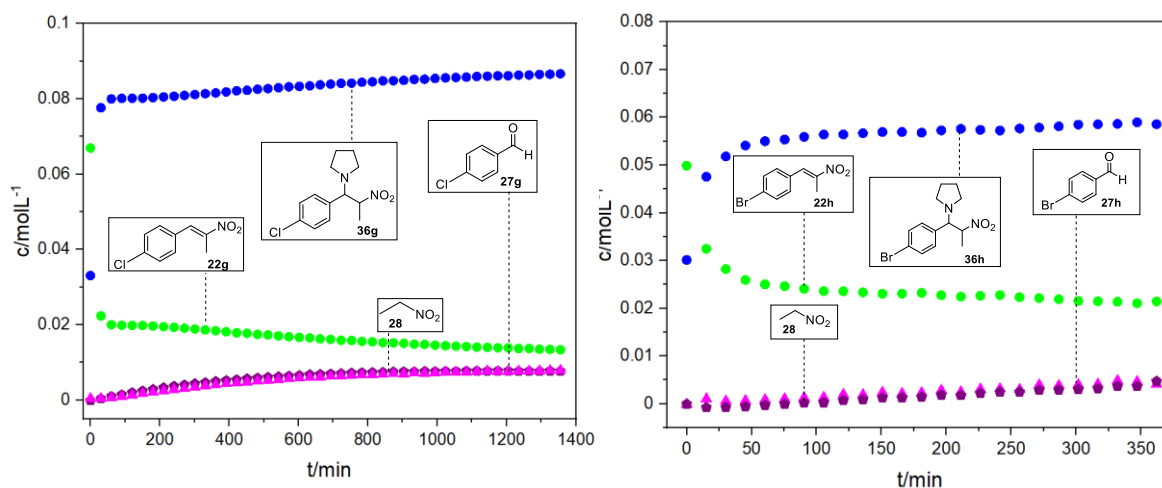 0.1
0.08
0.06
0.04
0.02
0
c/molL⁻¹
0
200
400
600
800
1000
1200
1400
t/min
Cl
NO₂
22g
N
NO₂
Cl
36g
O
H
Cl
27g
NO₂
28
0.08
0.07
0.06
0.05
0.04
0.03
0.02
0.01
0
c/molL⁻¹
0
50
100
150
200
250
300
350
t/min
NO₂
Br
22h
NO₂
28
N
NO₂
Br
36h
O
H
Br
27h